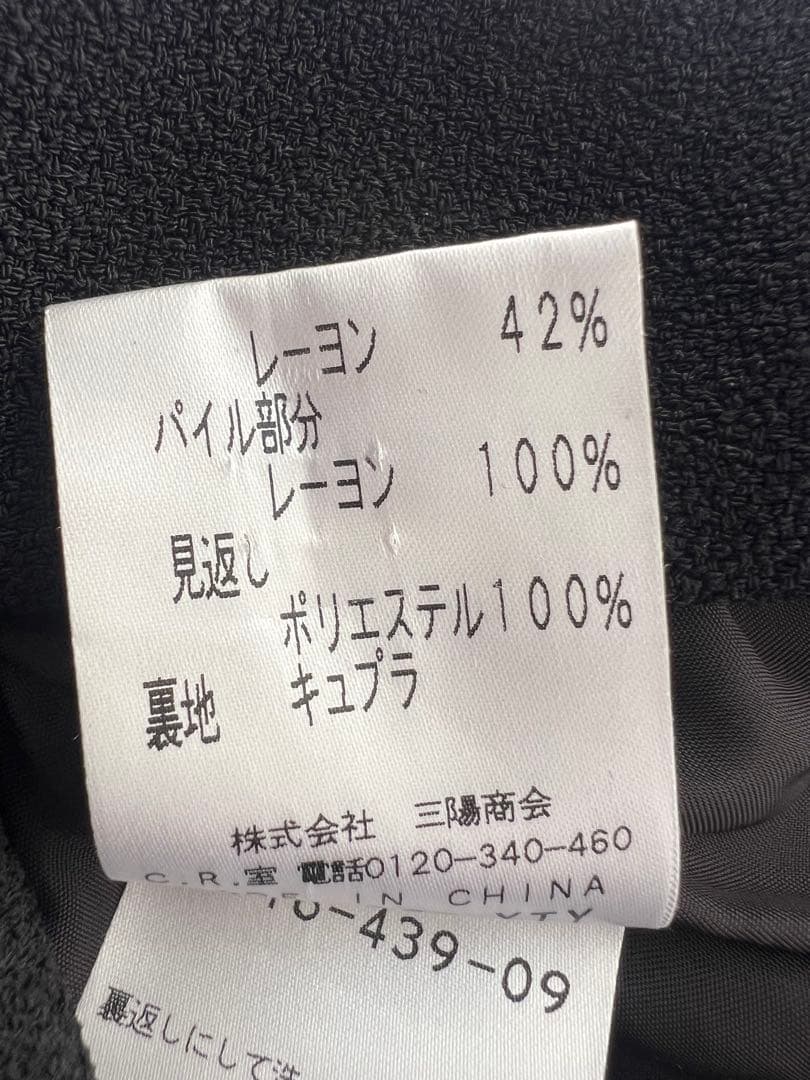 レーヨン 42%
パイル部分
レーヨン 100%
見返し
ポリエステル100%
裏地 キュプラ
株式会社 三陽商会
C.R.室 電話0120-340-460
IN CHINA
YTY
-439-09
裏返しにして洗